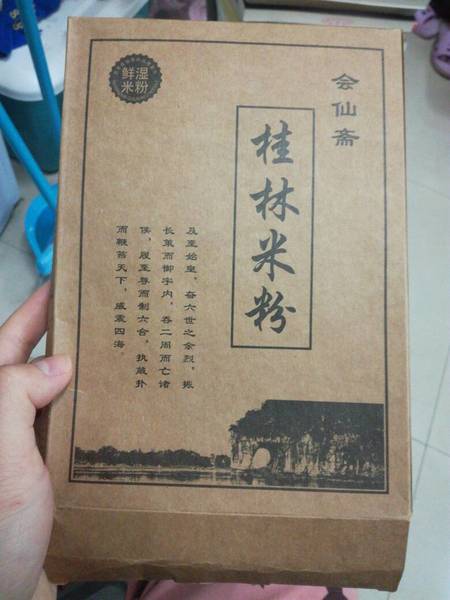 会仙斋
桂林米粉
鲜湿
米粉
及至始皇，奋六世之余烈，振
长策而御宇内，吞二周而亡诸
侯，履至尊而制六合，执敲扑
而鞭笞天下，威震四海。